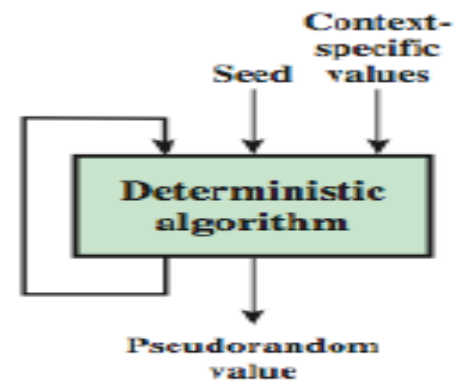 Context-
specific
Seed values
Deterministic
algorithm
Pseudorandom
value